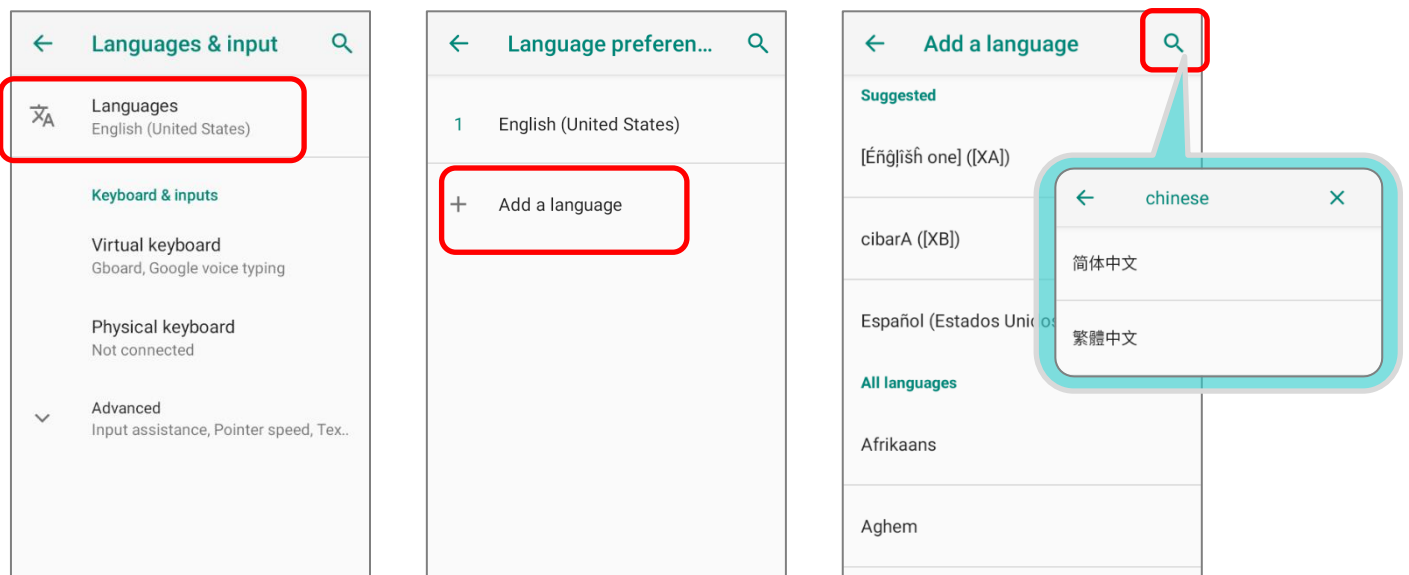 Languages & input
Languages
English (United States)
Keyboard & inputs
Virtual keyboard
Gboard, Google voice typing
Physical keyboard
Not connected
Advanced
Input assistance, Pointer speed, Tex..
Language preferen...
1 English (United States)
Add a language
Add a language
Suggested
[Éñĝļîšĥ one] ([XA])
cibarA ([XB])
Español (Estados Unidos
All languages
Afrikaans
Aghem
chinese
简体中文
繁體中文